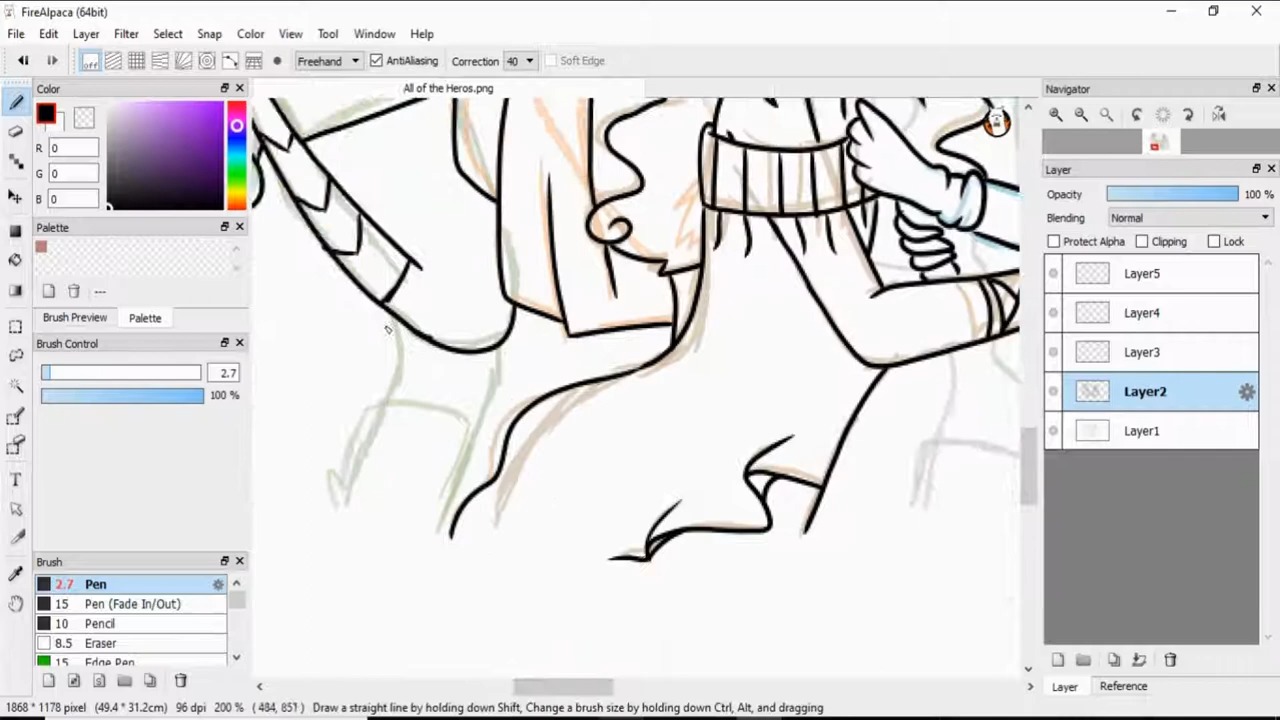 FireAlpaca (64bit)
File Edit Layer Filter Select Snap Color View Tool Window Help
off Freehand AntiAliasing Correction 40 Soft Edge
Color
All of the Heros.png
Navigator
R 0
G 0
B 0
Layer
Opacity 100 %
Blending Normal
Protect Alpha Clipping Lock
Palette
---
Brush Preview Palette
Brush Control
2.7
100 %
Layer5
Layer4
Layer3
Layer2
Layer1
Brush
2.7 Pen
15 Pen (Fade In/Out)
10 Pencil
8.5 Eraser
15 Edge Pen
Layer Reference
1868 * 1178 pixel (49.4 * 31.2cm) 96 dpi 200 % ( 484, 851 ) Draw a straight line by holding down Shift, Change a brush size by holding down Ctrl, Alt, and dragging